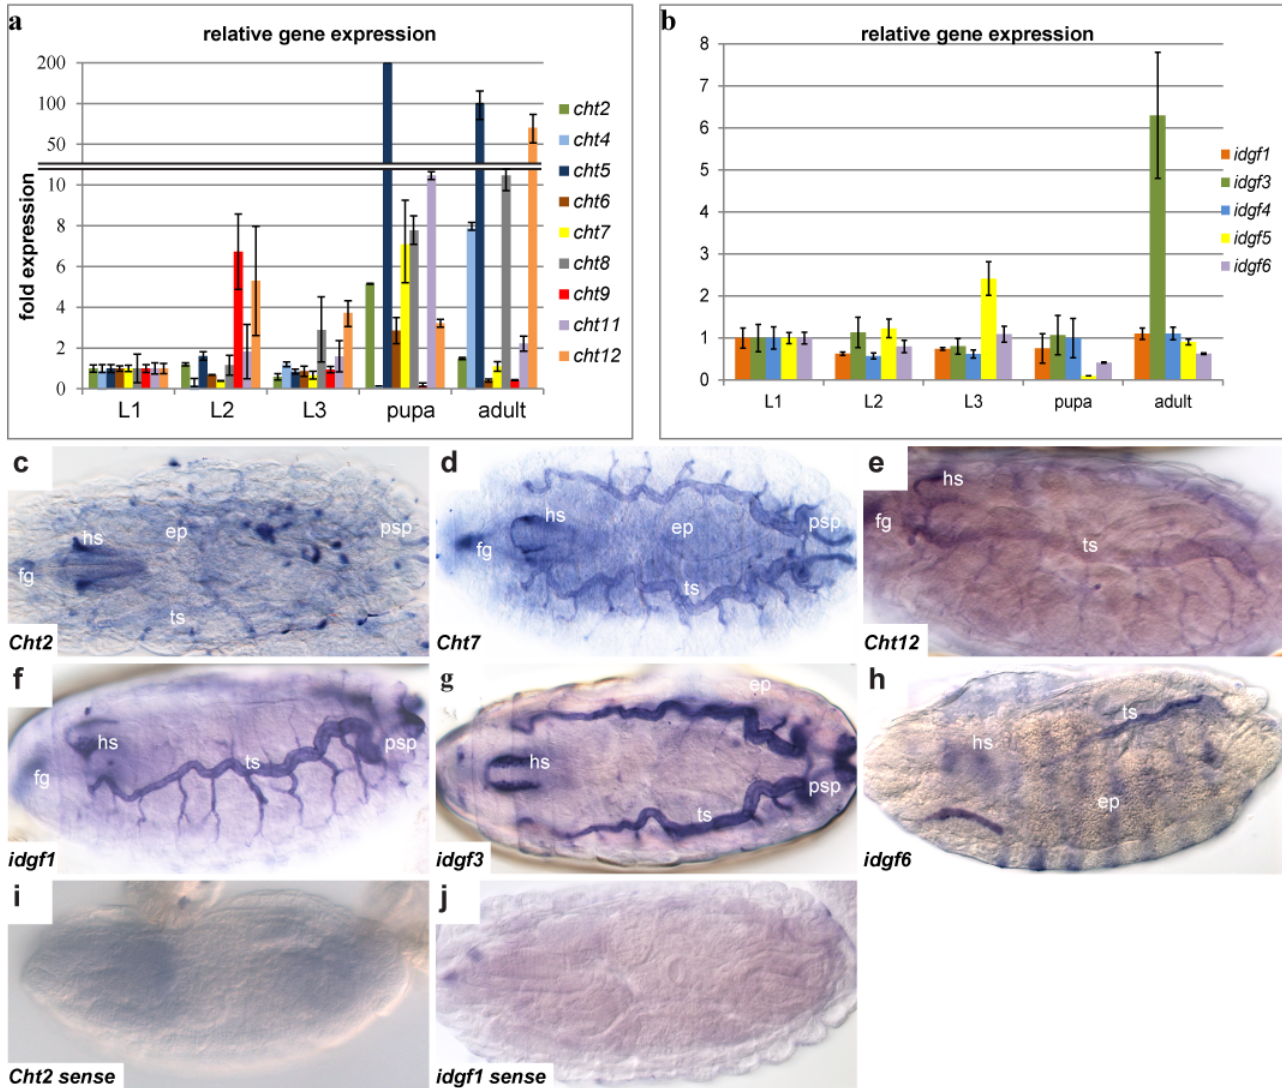 a
relative gene expression
200
100
50
10
8
6
4
2
0
fold expression
L1 L2 L3 pupa adult
cht2
cht4
cht5
cht6
cht7
cht8
cht9
cht11
cht12
b
relative gene expression
8
7
6
5
4
3
2
1
0
L1 L2 L3 pupa adult
idgf1
idgf3
idgf4
idgf5
idgf6
c
hs ep psp
fg
ts
Cht2
d
hs ep psp
fg
ts
Cht7
e
hs
fg
ts
Cht12
f
hs
ts psp
fg
idgf1
g
ep
hs
psp
ts
idgf3
h
ts
hs
ep
idgf6
i
Cht2 sense
j
idgf1 sense